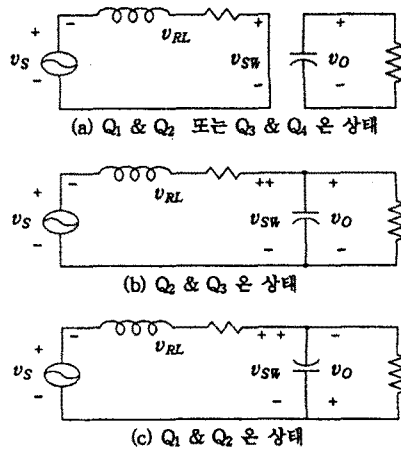 + - + +
v_S v_RL v_SW v_O
- - -
(a) Q₁ & Q₂ 또는 Q₃ & Q₄ 온 상태
+ - ++ +
v_S v_RL v_SW v_O
- - -
(b) Q₂ & Q₃ 온 상태
+ - + + -
v_S v_RL v_SW v_O
- - +
(c) Q₁ & Q₂ 온 상태